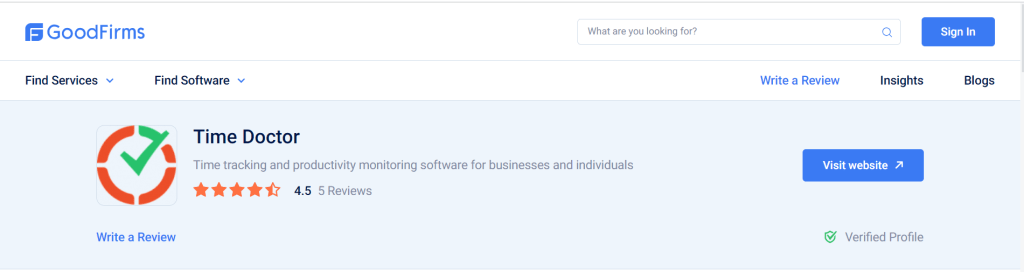 GoodFirms
What are you looking for?
Sign In
Find Services
Find Software
Write a Review
Insights
Blogs
Time Doctor
Time tracking and productivity monitoring software for businesses and individuals
4.5 5 Reviews
Visit website
Write a Review
Verified Profile